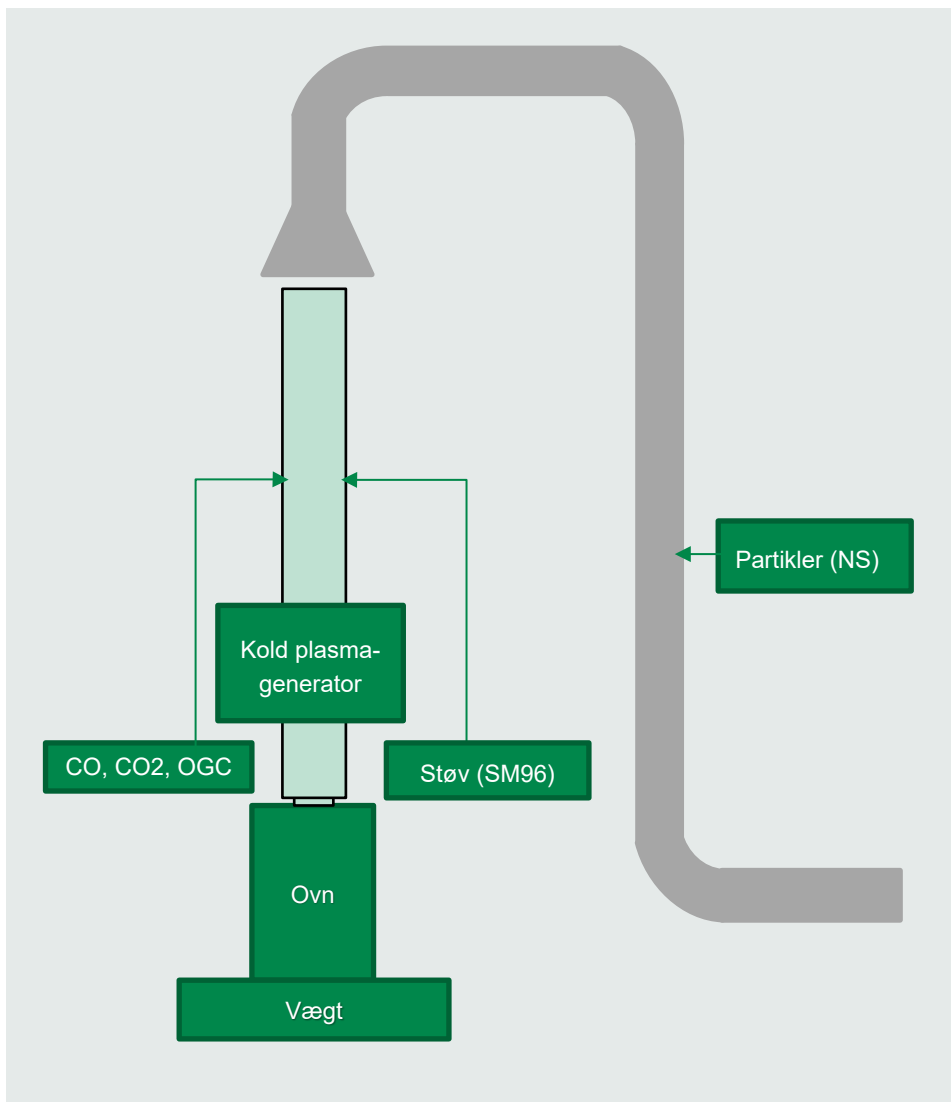 Partikler (NS)
Kold plasma-
generator
CO, CO2, OGC
Støv (SM96)
Ovn
Vægt